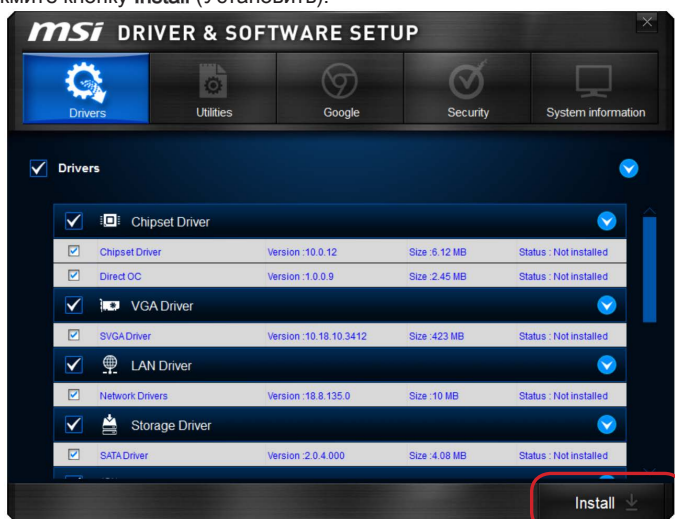 мите кнопку Install (Установить).
msi DRIVER & SOFTWARE SETUP
Drivers Utilities Google Security System information
Drivers
Chipset Driver
Chipset Driver Version :10.0.12 Size :6.12 MB Status : Not installed
Direct OC Version :1.0.0.9 Size :2.45 MB Status : Not installed
VGA Driver
SVGA Driver Version :10.18.10.3412 Size :423 MB Status : Not installed
LAN Driver
Network Drivers Version :18.8.135.0 Size :10 MB Status : Not installed
Storage Driver
SATA Driver Version :2.0.4.000 Size :4.08 MB Status : Not installed
Install